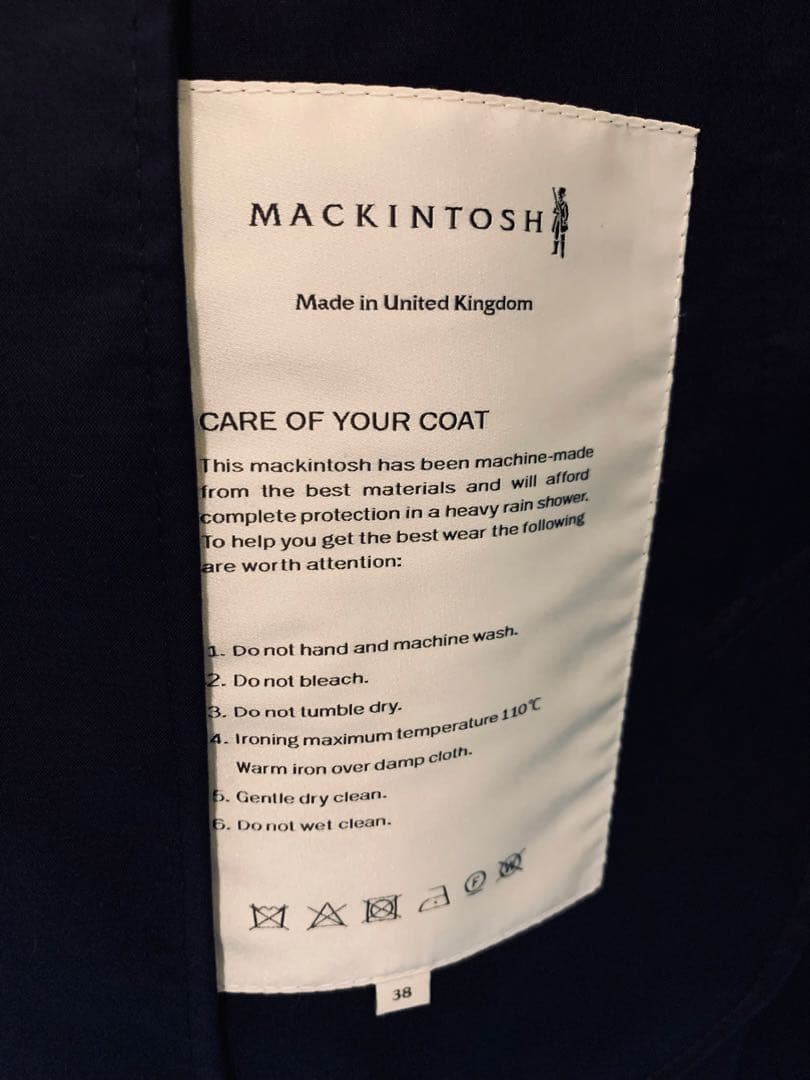 MACKINTOSH
Made in United Kingdom
CARE OF YOUR COAT
This mackintosh has been machine-made
from the best materials and will afford
complete protection in a heavy rain shower.
To help you get the best wear the following
are worth attention:
1. Do not hand and machine wash.
2. Do not bleach.
3. Do not tumble dry.
4. Ironing maximum temperature 110℃
Warm iron over damp cloth.
5. Gentle dry clean.
6. Do not wet clean.
F W
38